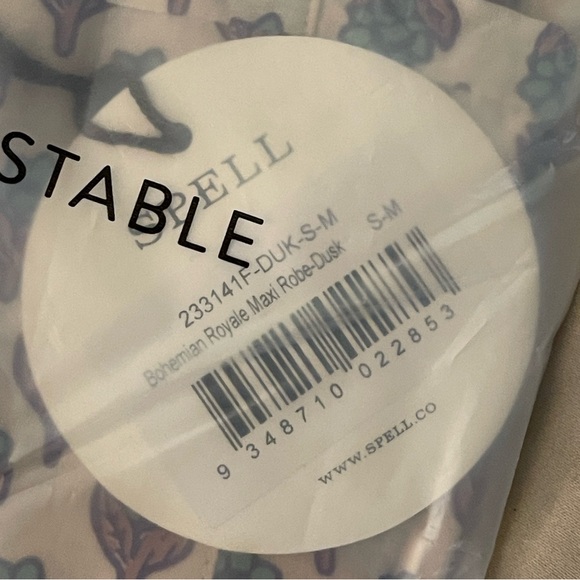 STABLE
SPELL
233141F-DUK-S-M
Bohemian Royale Maxi Robe-Dusk S-M
9 348710 022853
WWW.SPELL.CO